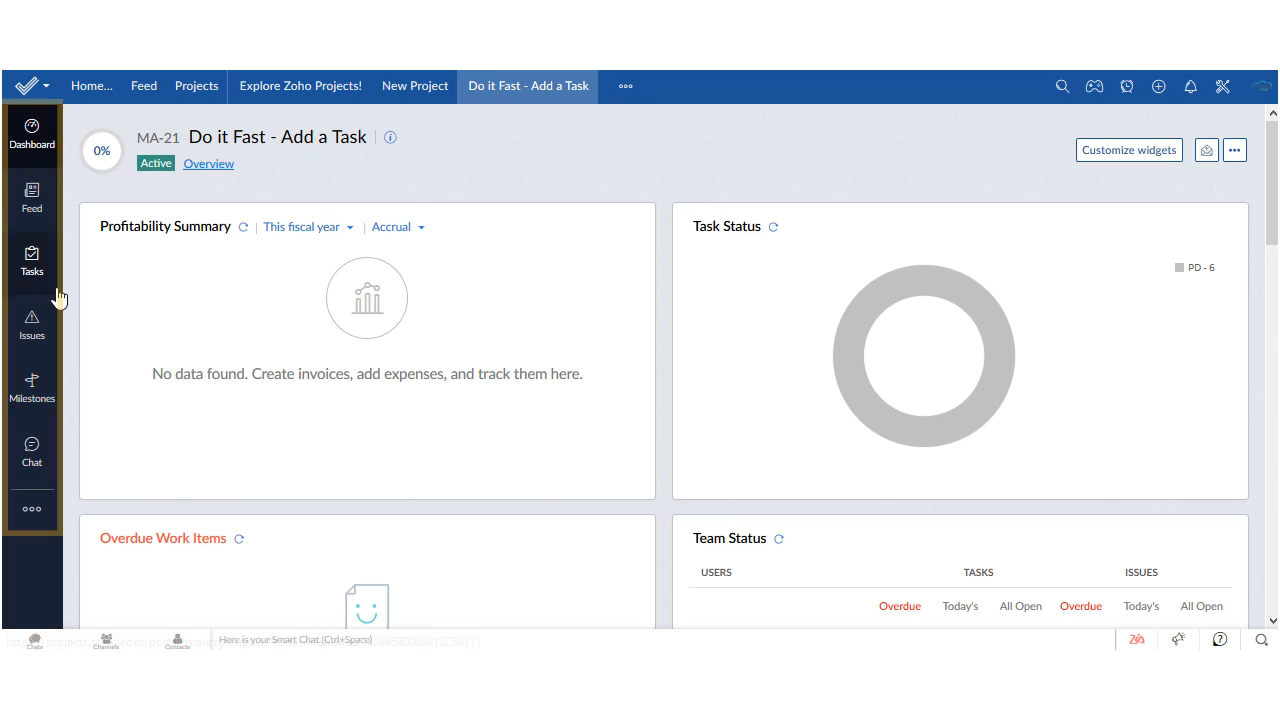 Home... Feed Projects Explore Zoho Projects! New Project Do it Fast - Add a Task
Dashboard
Feed
Tasks
Issues
Milestones
Chat
0% MA-21 Do it Fast - Add a Task
Active Overview
Customize widgets
Profitability Summary This fiscal year Accrual
No data found. Create invoices, add expenses, and track them here.
Task Status
PD - 6
Overdue Work Items
Team Status
USERS TASKS ISSUES
Overdue Today's All Open Overdue Today's All Open
Chats Channels Contacts Here is your Smart Chat (Ctrl+Space)